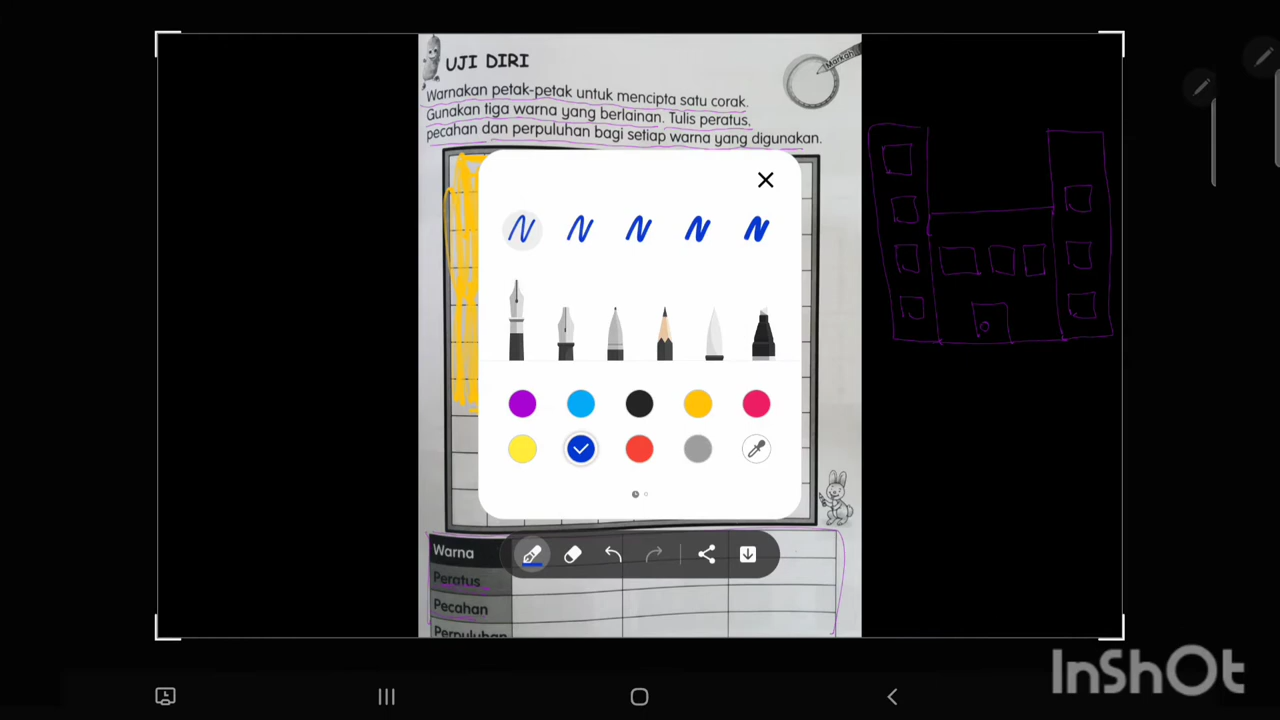 UJI DIRI
Markah
Warnakan petak-petak untuk mencipta satu corak.
Gunakan tiga warna yang berlainan. Tulis peratus,
pecahan dan perpuluhan bagi setiap warna yang digunakan.
Warna
Peratus
Pecahan
Perpuluhan
InShOt